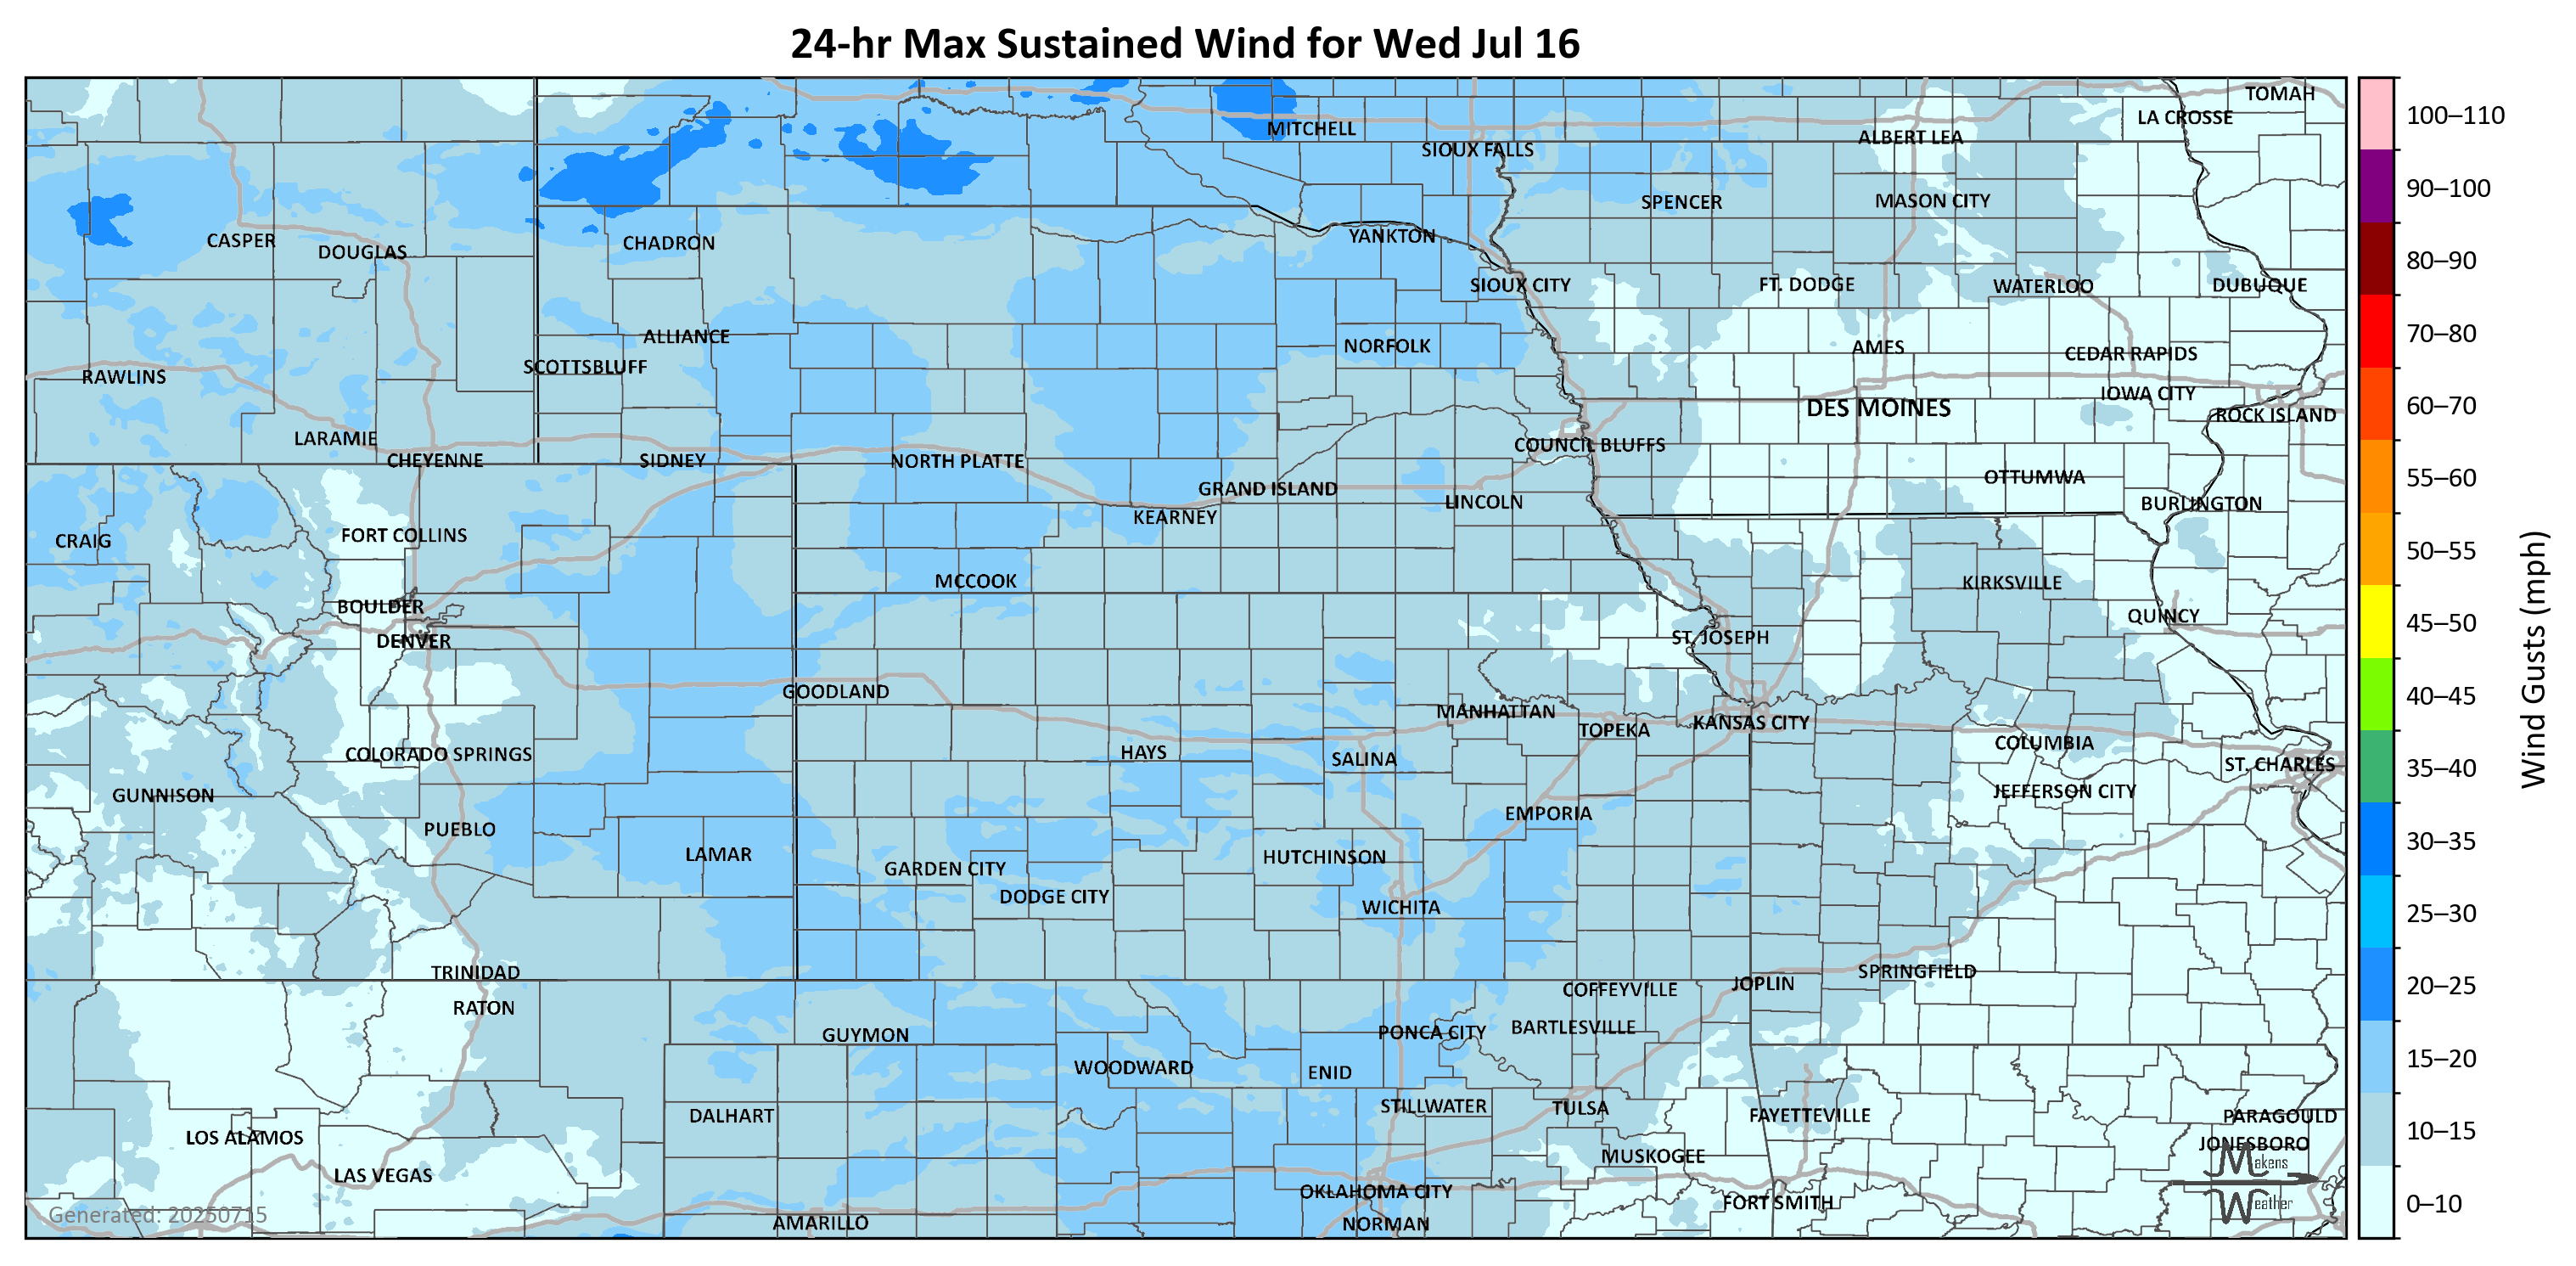 24-hr Max Sustained Wind for Wed Jul 16
TOMAH
LA CROSSE
MITCHELL
ALBERT LEA
SIOUX FALLS
SPENCER
MASON CITY
CASPER
DOUGLAS
CHADRON
YANKTON
SIOUX CITY
FT. DODGE
WATERLOO
DUBUQUE
ALLIANCE
NORFOLK
AMES
CEDAR RAPIDS
SCOTTSBLUFF
RAWLINS
IOWA CITY
DES MOINES
ROCK ISLAND
LARAMIE
COUNCIL BLUFFS
CHEYENNE
SIDNEY
NORTH PLATTE
OTTUMWA
GRAND ISLAND
LINCOLN
BURLINGTON
KEARNEY
FORT COLLINS
CRAIG
MCCOOK
KIRKSVILLE
BOULDER
QUINCY
DENVER
ST. JOSEPH
GOODLAND
MANHATTAN
TOPEKA
KANSAS CITY
COLORADO SPRINGS
HAYS
SALINA
COLUMBIA
ST. CHARLES
GUNNISON
JEFFERSON CITY
EMPORIA
PUEBLO
LAMAR
HUTCHINSON
GARDEN CITY
DODGE CITY
WICHITA
TRINIDAD
SPRINGFIELD
JOPLIN
COFFEYVILLE
RATON
GUYMON
PONCA CITY
BARTLESVILLE
WOODWARD
ENID
STILLWATER
TULSA
DALHART
FAYETTEVILLE
PARAGOULD
LOS ALAMOS
JONESBORO
MUSKOGEE
LAS VEGAS
OKLAHOMA CITY
FORT SMITH
AMARILLO
NORMAN
Generated: 20250715
Makens
Weather
100–110
90–100
80–90
70–80
60–70
55–60
50–55
45–50
40–45
35–40
30–35
25–30
20–25
15–20
10–15
0–10
Wind Gusts (mph)